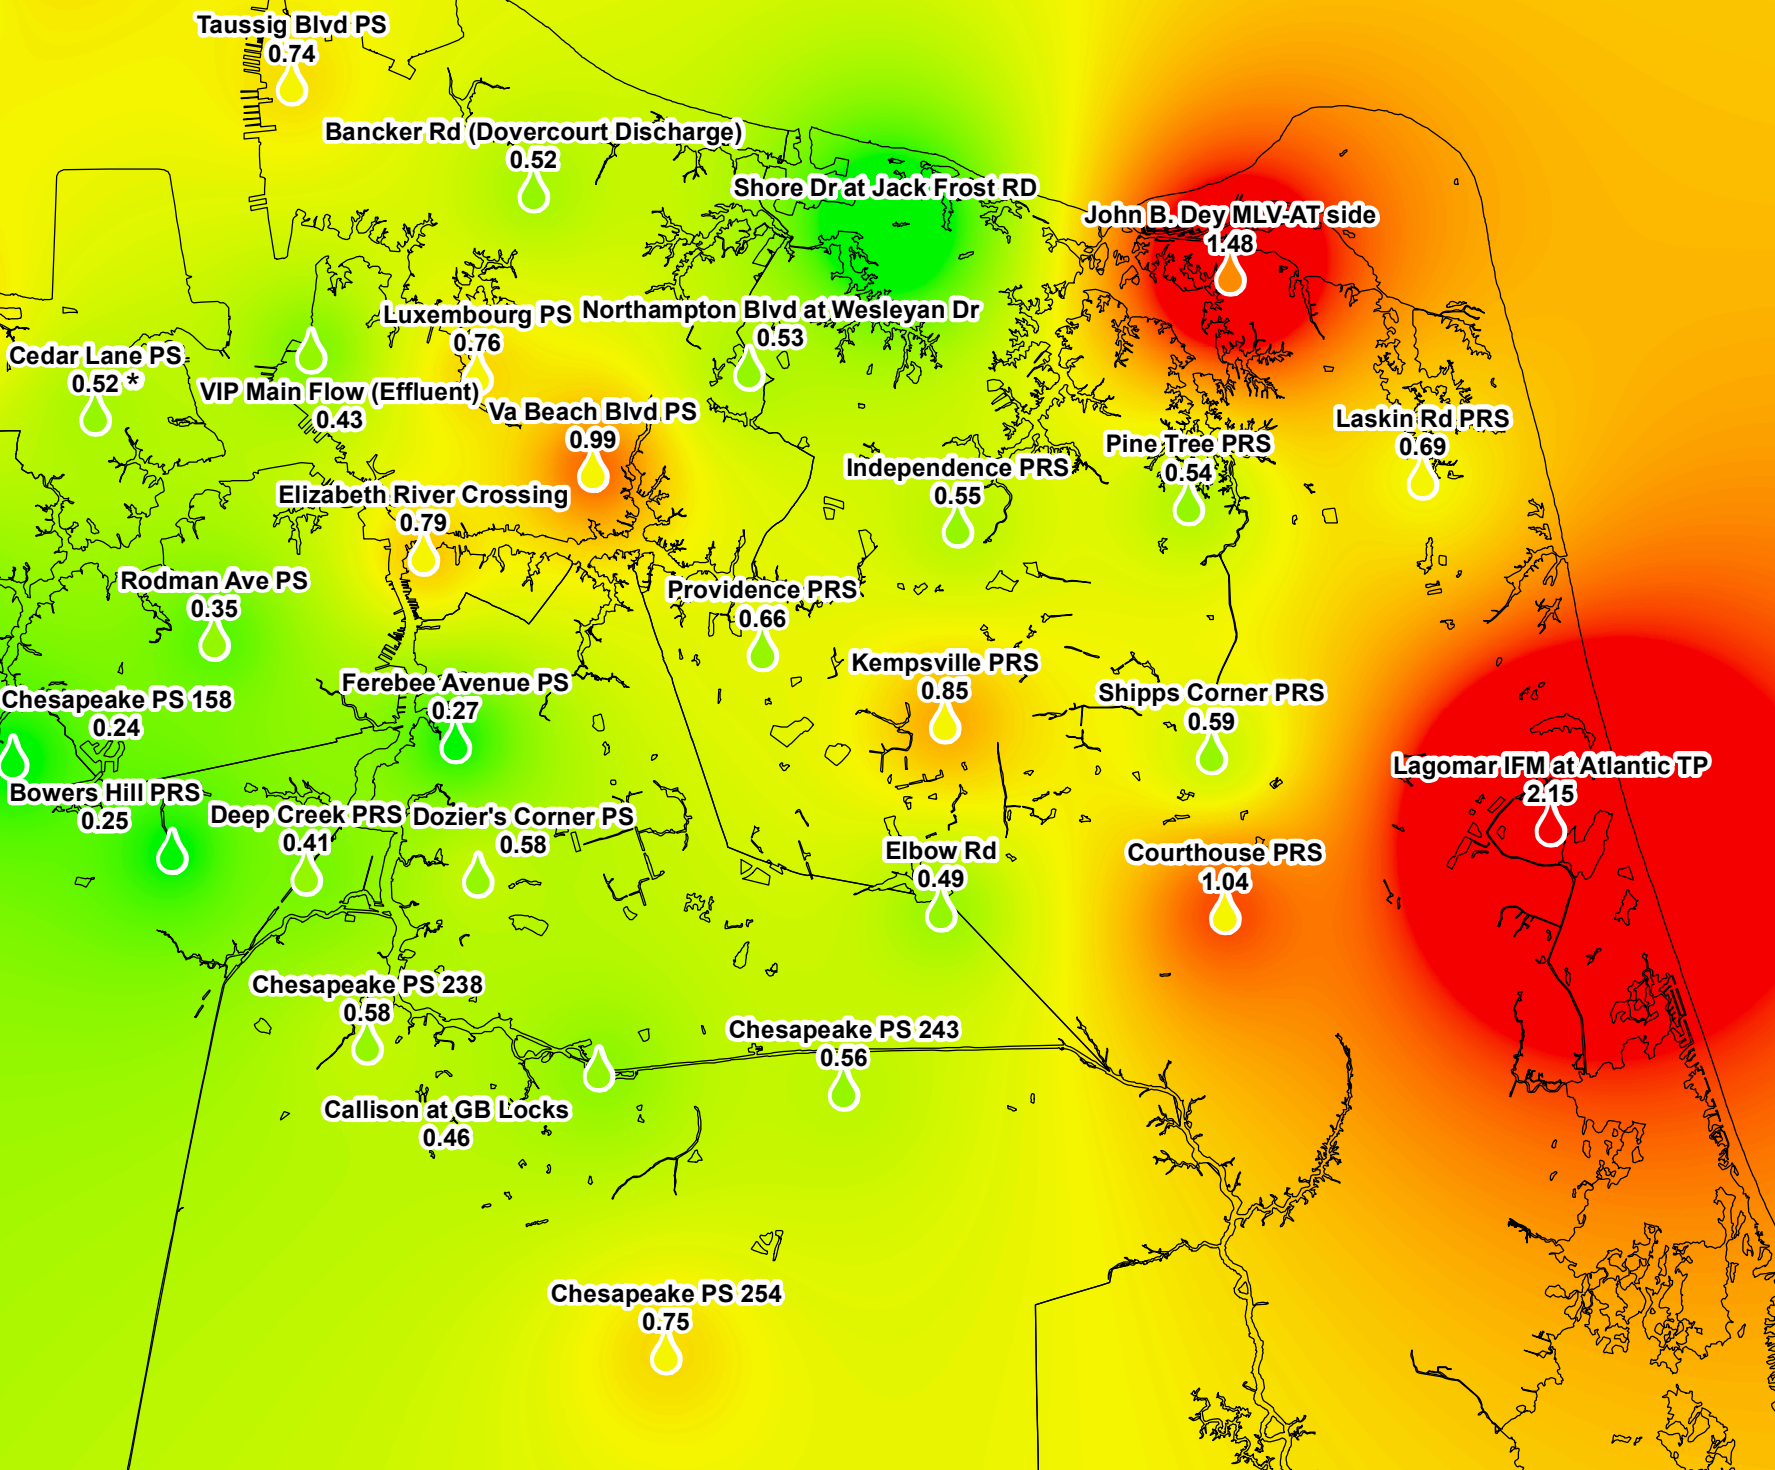 Taussig Blvd PS
0.74
Bancker Rd (Dovercourt Discharge)
0.52
Shore Dr at Jack Frost RD
John B. Dey MLV-AT side
1.48
Luxembourg PS
0.76
Northampton Blvd at Wesleyan Dr
0.53
Cedar Lane PS
0.52 *
VIP Main Flow (Effluent)
0.43
Va Beach Blvd PS
0.99
Laskin Rd PRS
0.69
Pine Tree PRS
0.54
Independence PRS
0.55
Elizabeth River Crossing
0.79
Rodman Ave PS
0.35
Providence PRS
0.66
Kempsville PRS
0.85
Ferebee Avenue PS
0.27
Shipps Corner PRS
0.59
Chesapeake PS 158
0.24
Lagomar IFM at Atlantic TP
2.15
Bowers Hill PRS
0.25
Deep Creek PRS
0.41
Dozier's Corner PS
0.58
Elbow Rd
0.49
Courthouse PRS
1.04
Chesapeake PS 238
0.58
Chesapeake PS 243
0.56
Callison at GB Locks
0.46
Chesapeake PS 254
0.75